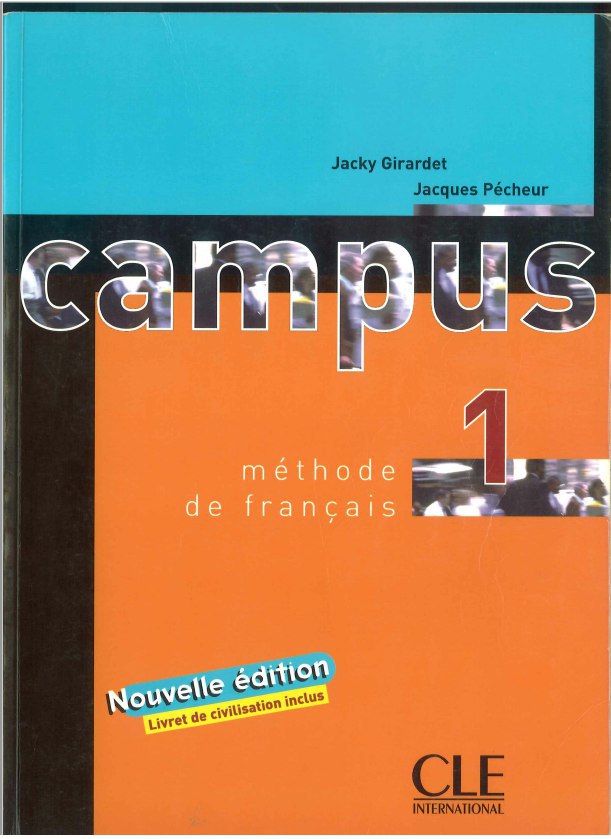 Jacky Girardet
Jacques Pécheur
campus
1
méthode
de français
Nouvelle édition
Livret de civilisation inclus
CLE
INTERNATIONAL